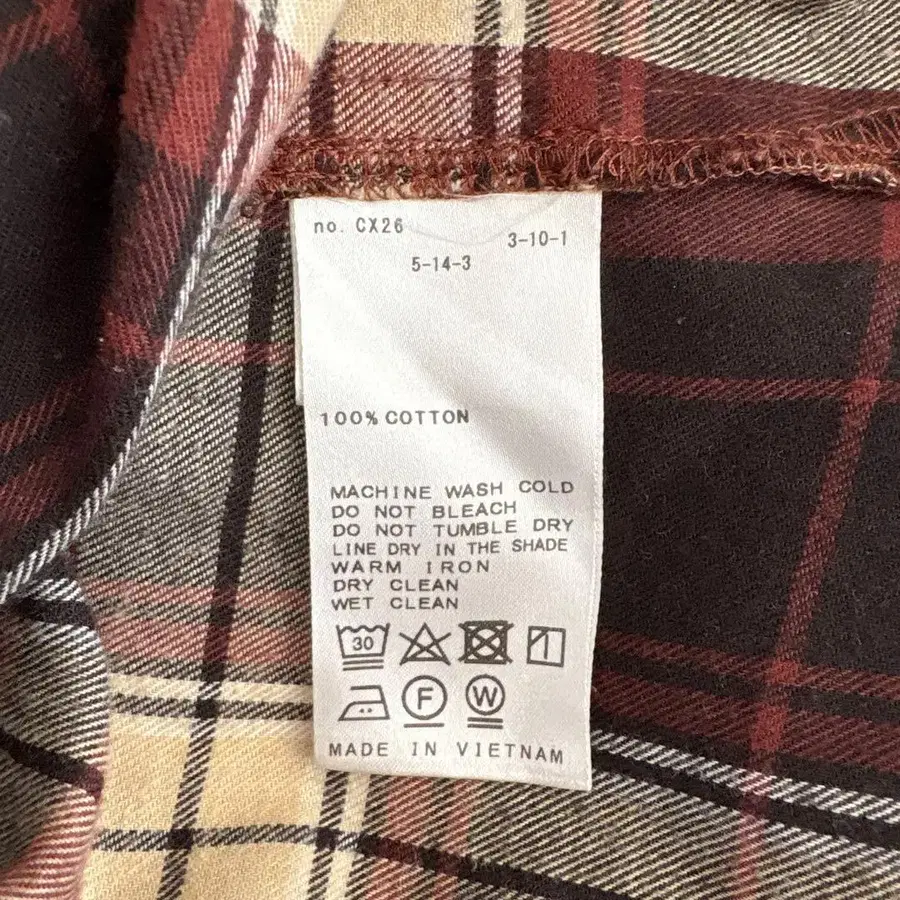 no. CX26
3-10-1
5-14-3
100% COTTON
MACHINE WASH COLD
DO NOT BLEACH
DO NOT TUMBLE DRY
LINE DRY IN THE SHADE
WARM IRON
DRY CLEAN
WET CLEAN
30
F W
MADE IN VIETNAM